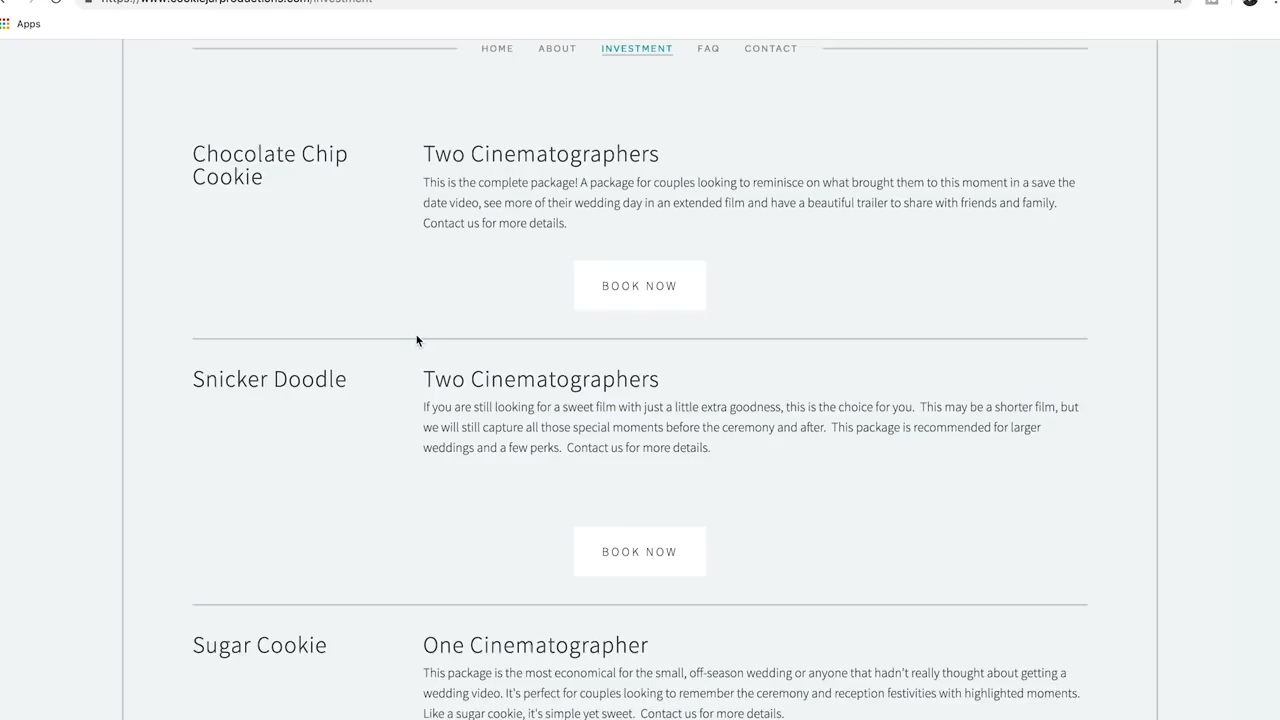 https://www.cookiejarproductions.com/investment
Apps
HOME ABOUT INVESTMENT FAQ CONTACT
Chocolate Chip
Cookie
Two Cinematographers
This is the complete package! A package for couples looking to reminisce on what brought them to this moment in a save the
date video, see more of their wedding day in an extended film and have a beautiful trailer to share with friends and family.
Contact us for more details.
BOOK NOW
Snicker Doodle
Two Cinematographers
If you are still looking for a sweet film with just a little extra goodness, this is the choice for you. This may be a shorter film, but
we will still capture all those special moments before the ceremony and after. This package is recommended for larger
weddings and a few perks. Contact us for more details.
BOOK NOW
Sugar Cookie
One Cinematographer
This package is the most economical for the small, off-season wedding or anyone that hadn't really thought about getting a
wedding video. It's perfect for couples looking to remember the ceremony and reception festivities with highlighted moments.
Like a sugar cookie, it's simple yet sweet. Contact us for more details.